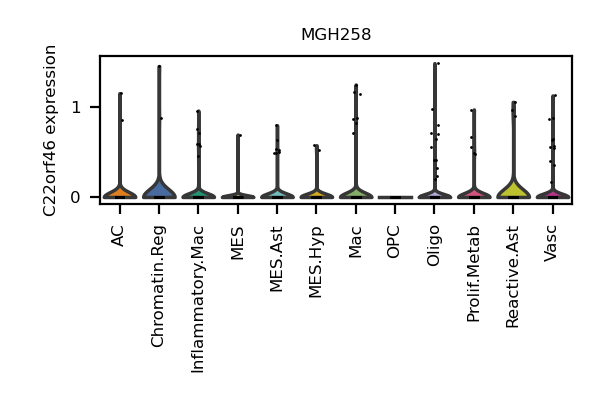 MGH258
C22orf46 expression
1
0
AC
Chromatin.Reg
Inflammatory.Mac
MES
MES.Ast
MES.Hyp
Mac
OPC
Oligo
Prolif.Metab
Reactive.Ast
Vasc